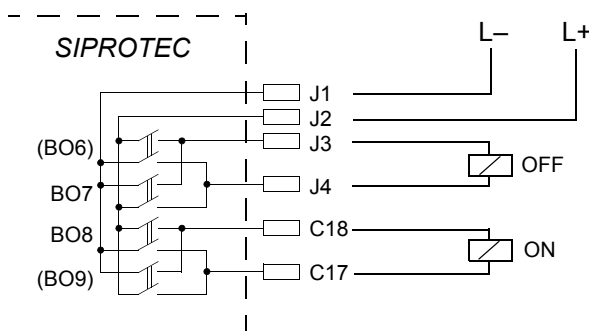 L– L+
SIPROTEC
J1
J2
(BO6) J3
OFF
BO7 J4
BO8 C18
ON
(BO9) C17